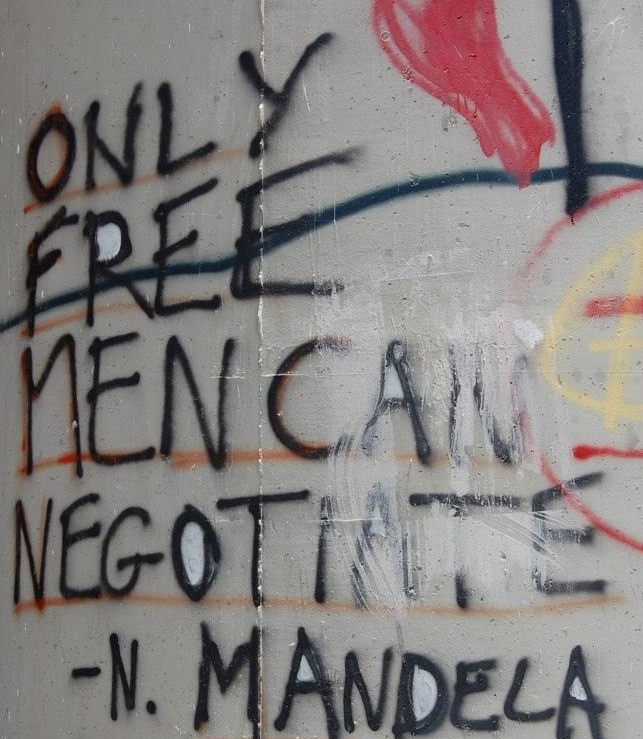 ONLY
FREE
MEN CAN
NEGOTIATE
-N. MANDELA